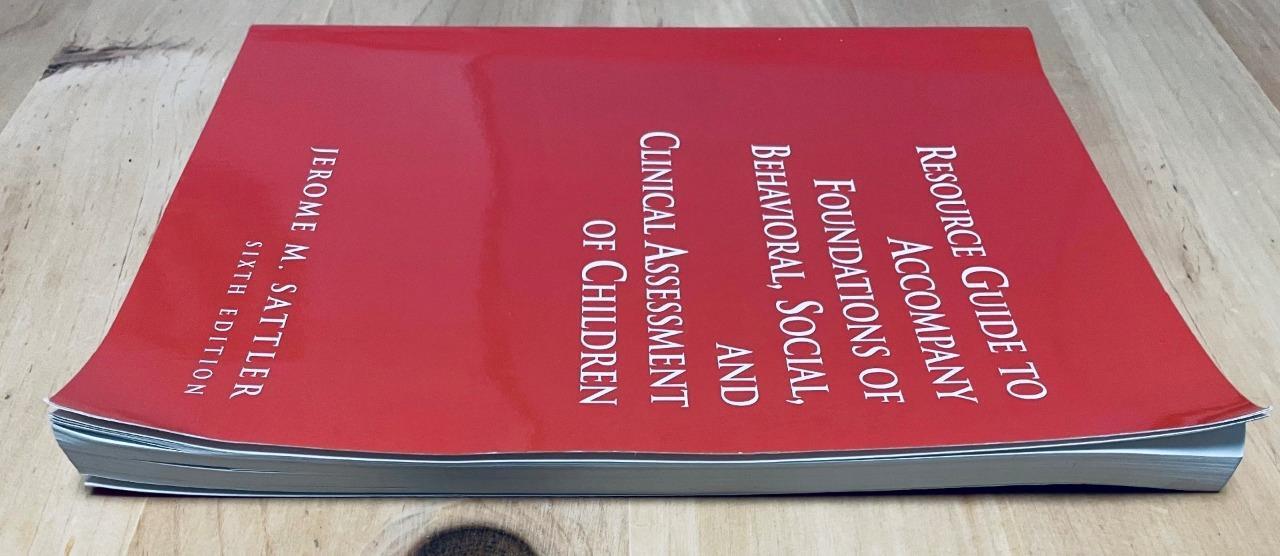 RESOURCE GUIDE TO
ACCOMPANY
FOUNDATIONS OF
BEHAVIORAL, SOCIAL,
AND
CLINICAL ASSESSMENT
OF CHILDREN
JEROME M. SATTLER
SIXTH EDITION